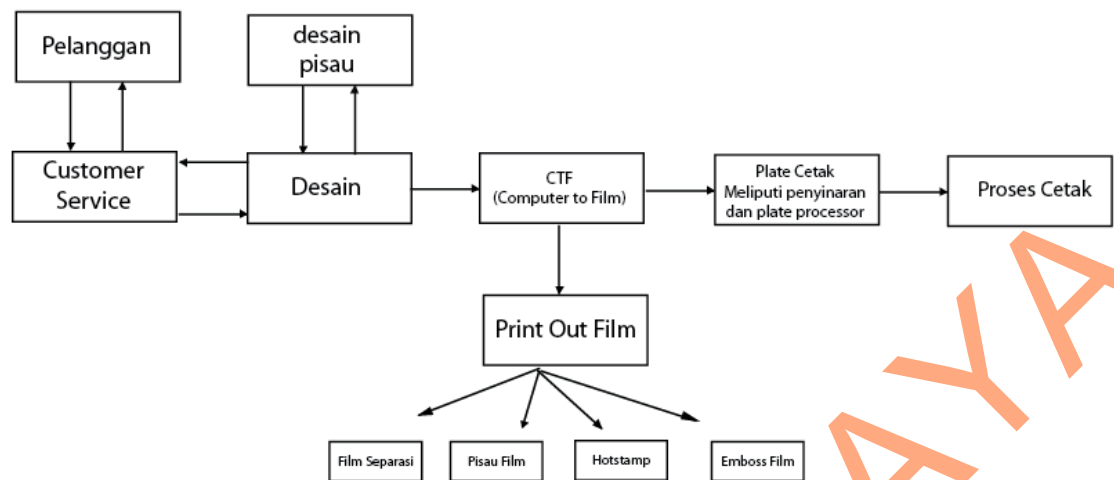 Pelanggan
desain
pisau
Customer
Service
Desain
CTF
(Computer to Film)
Plate Cetak
Meliputi penyinaran
dan plate processor
Proses Cetak
Print Out Film
Film Separasi
Pisau Film
Hotstamp
Emboss Film
AYA